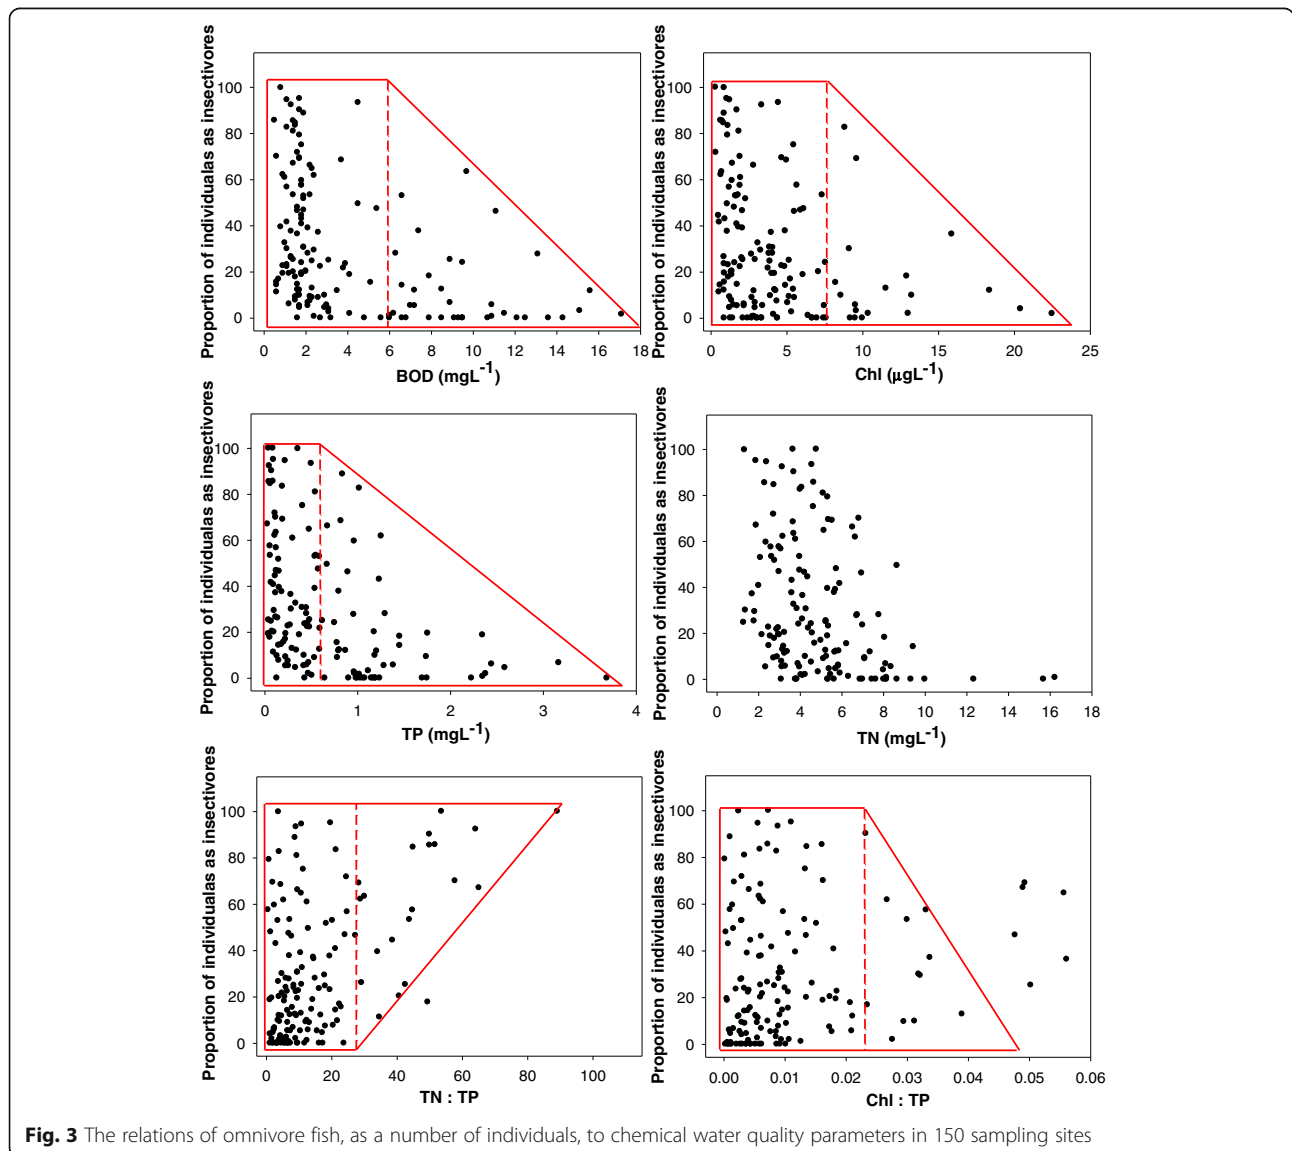 Proportion of individualas as insectivores
100
80
60
40
20
0
0 2 4 6 8 10 12 14 16 18
BOD (mgL-1)
Proportion of individualas as insectivores
100
80
60
40
20
0
0 5 10 15 20 25
Chl (µgL-1)
Proportion of individualas as insectivores
100
80
60
40
20
0
0 1 2 3 4
TP (mgL-1)
Proportion of individualas as insectivores
100
80
60
40
20
0
0 2 4 6 8 10 12 14 16 18
TN (mgL-1)
Proportion of individualas as insectivores
100
80
60
40
20
0
0 20 40 60 80 100
TN : TP
Proportion of individualas as insectivores
100
80
60
40
20
0
0.00 0.01 0.02 0.03 0.04 0.05 0.06
Chl : TP
Fig. 3 The relations of omnivore fish, as a number of individuals, to chemical water quality parameters in 150 sampling sites